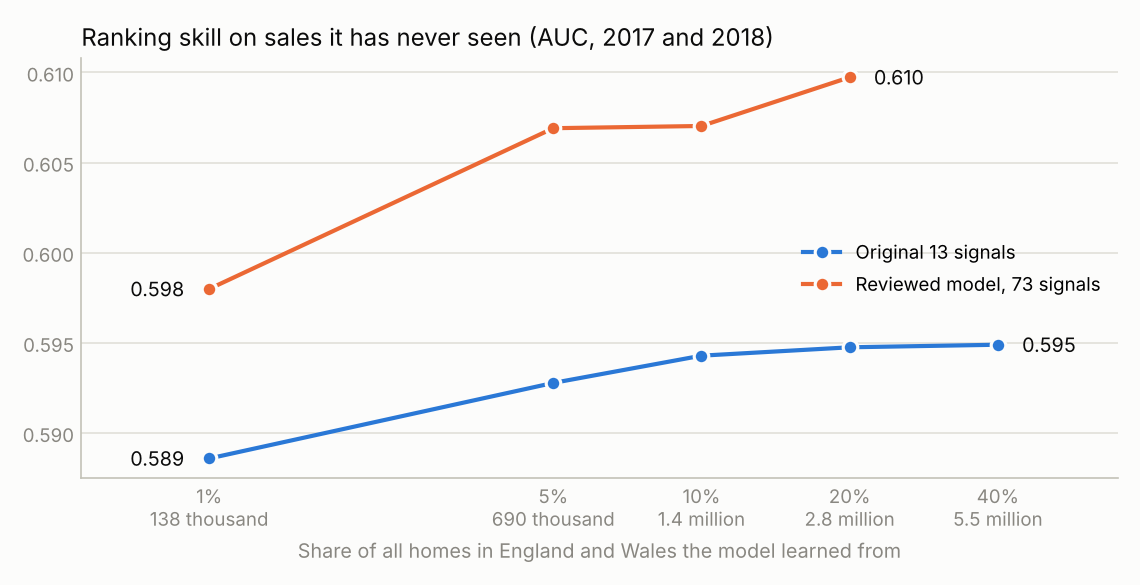 Ranking skill on sales it has never seen (AUC, 2017 and 2018)
0.610
0.610
0.605
0.600
Original 13 signals
Reviewed model, 73 signals
0.598
0.595
0.595
0.590
0.589
1% 5% 10% 20% 40%
138 thousand 690 thousand 1.4 million 2.8 million 5.5 million
Share of all homes in England and Wales the model learned from